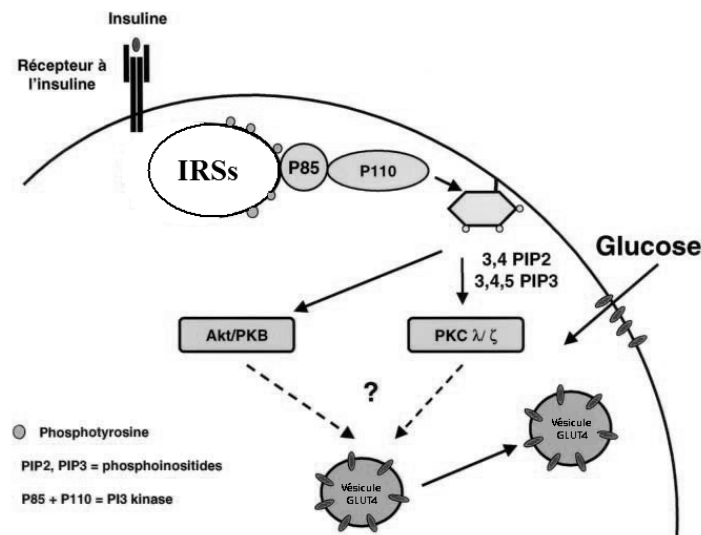 Insuline
Récepteur à
l'insuline
IRSs
P85
P110
Glucose
3,4 PIP2
3,4,5 PIP3
Akt/PKB
PKC λ/ζ
?
Vésicule
GLUT4
Vésicule
GLUT4
Phosphotyrosine
PIP2, PIP3 = phosphoinositides
P85 + P110 = PI3 kinase